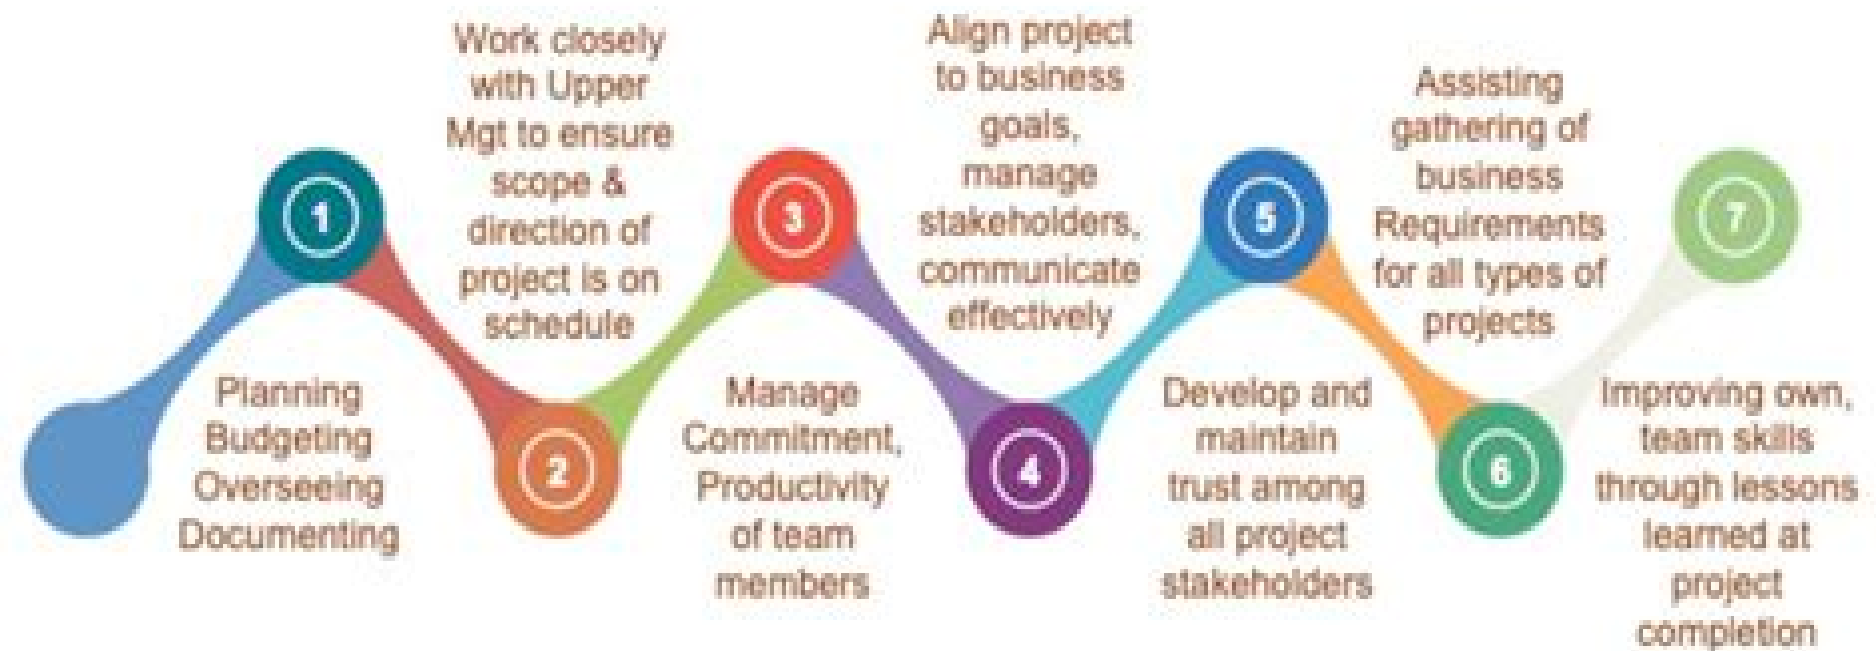 1
Planning
Budgeting
Overseeing
Documenting
2
Work closely
with Upper
Mgt to ensure
scope &
direction of
project is on
schedule
3
Manage
Commitment,
Productivity
of team
members
4
Align project
to business
goals,
manage
stakeholders,
communicate
effectively
5
Develop and
maintain
trust among
all project
stakeholders
6
Assisting
gathering of
business
Requirements
for all types of
projects
7
Improving own,
team skills
through lessons
learned at
project
completion